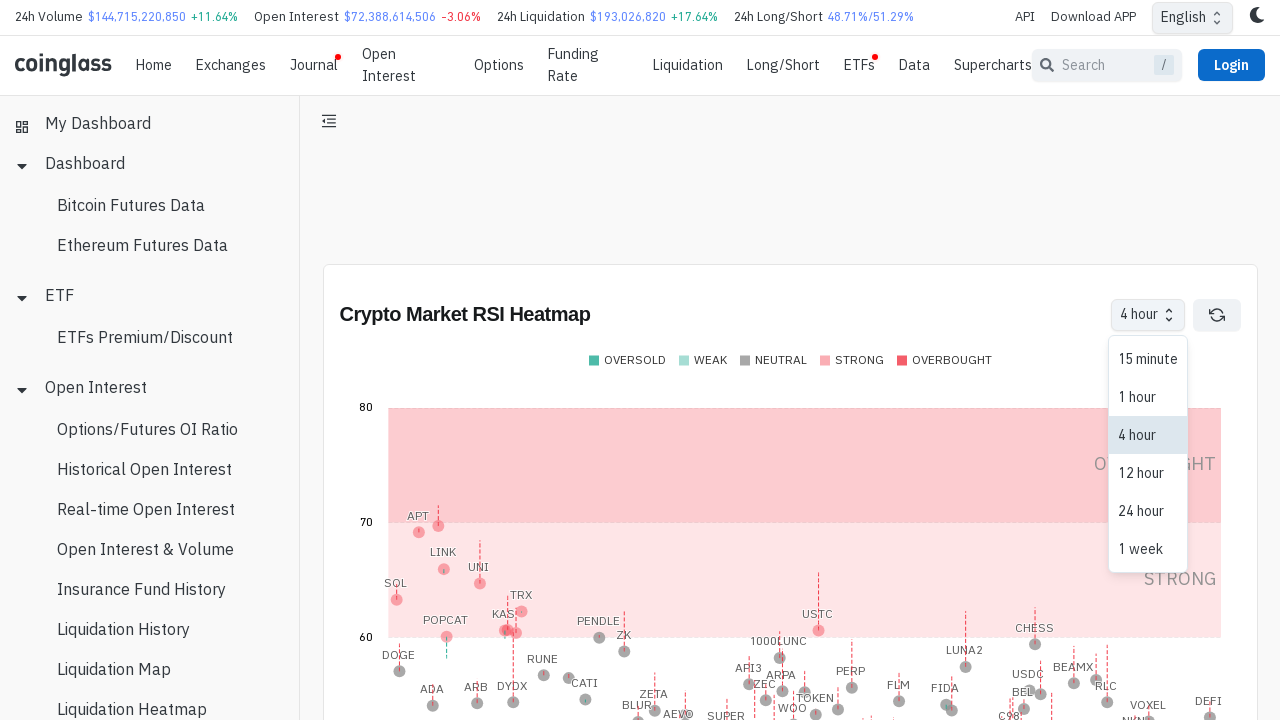 24h Volume $144,715,220,850 +11.64% Open Interest $72,388,614,506 -3.06% 24h Liquidation $193,026,820 +17.64% 24h Long/Short 48.71%/51.29% API Download APP English
coinglass Home Exchanges Journal Open Interest Options Funding Rate Liquidation Long/Short ETFs Data Supercharts Search / Login
My Dashboard
Dashboard
Bitcoin Futures Data
Ethereum Futures Data
ETF
ETFs Premium/Discount
Open Interest
Options/Futures OI Ratio
Historical Open Interest
Real-time Open Interest
Open Interest & Volume
Insurance Fund History
Liquidation History
Liquidation Map
Liquidation Heatmap
Crypto Market RSI Heatmap 4 hour
15 minute
1 hour
4 hour
12 hour
24 hour
1 week
OVERSOLD WEAK NEUTRAL STRONG OVERBOUGHT
80
70
STRONG
60
APT
LINK
UNI
SOL
TRX
KAS
POPCAT
PENDLE
ZK
USTC
CHESS
1000LUNC
LUNA2
DOGE
RUNE
API3
ARPA
PERP
USDC
BEAMX
CATI
ZEC
FLM
FIDA
BEL
RLC
ADA
ARB
DYDX
ZETA
TOKEN
BLUR
WOO
VOXEL
DEFI
AEVO
SUPER
C98